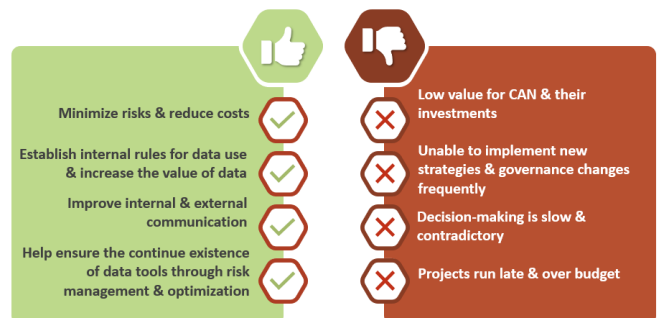 Minimize risks & reduce costs
Establish internal rules for data use
& increase the value of data
Improve internal & external
communication
Help ensure the continue existence
of data tools through risk
management & optimization
Low value for CAN & their
investments
Unable to implement new
strategies & governance changes
frequently
Decision-making is slow &
contradictory
Projects run late & over budget